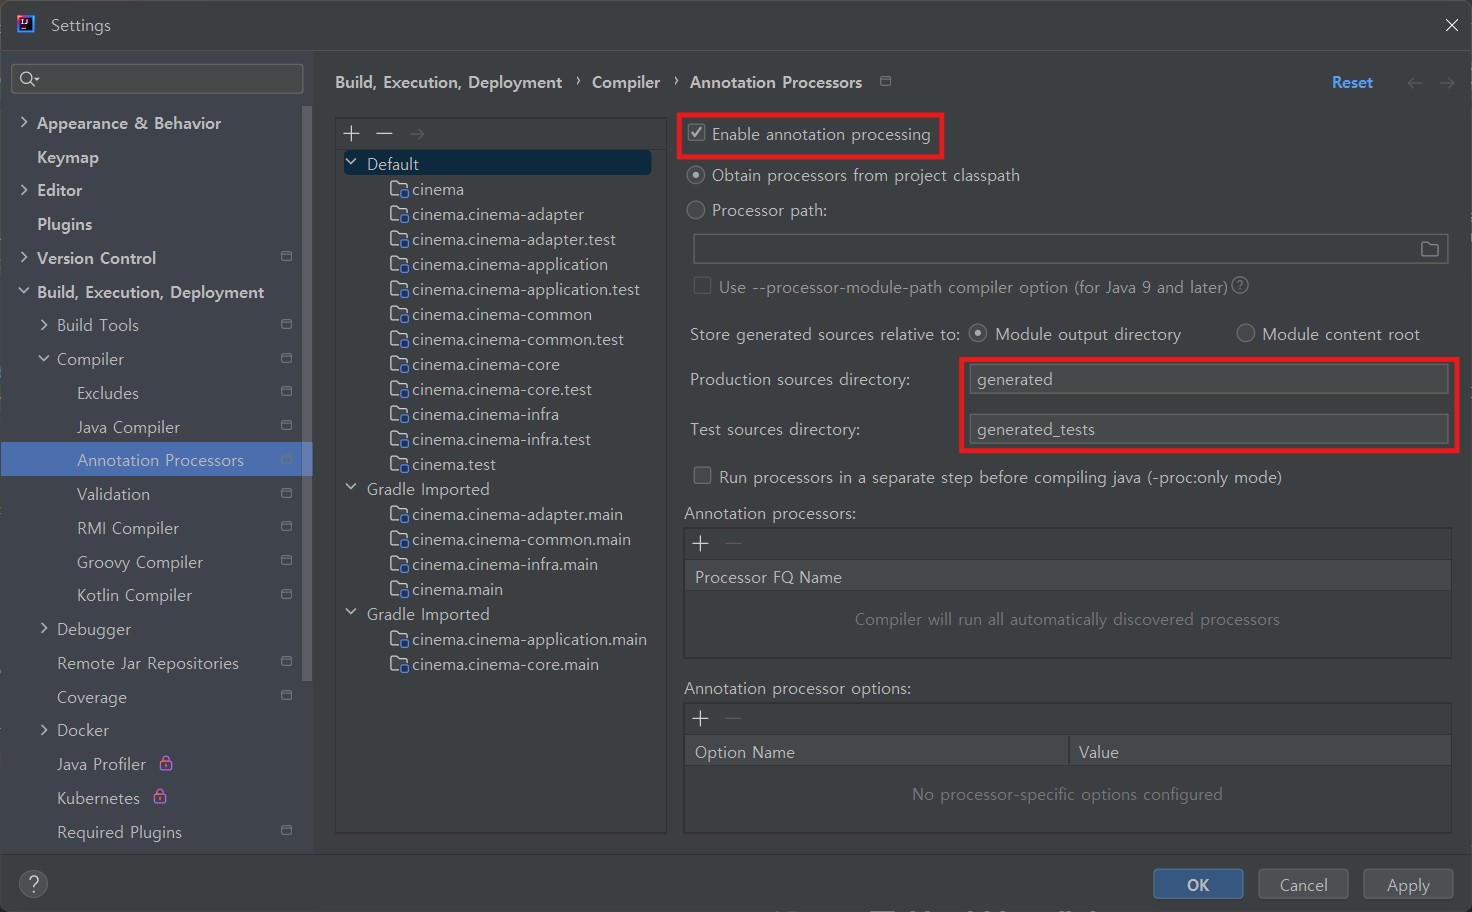 Settings
Appearance & Behavior
Keymap
Editor
Plugins
Version Control
Build, Execution, Deployment
Build Tools
Compiler
Excludes
Java Compiler
Annotation Processors
Validation
RMI Compiler
Groovy Compiler
Kotlin Compiler
Debugger
Remote Jar Repositories
Coverage
Docker
Java Profiler
Kubernetes
Required Plugins
Build, Execution, Deployment › Compiler › Annotation Processors
Reset
Default
cinema
cinema.cinema-adapter
cinema.cinema-adapter.test
cinema.cinema-application
cinema.cinema-application.test
cinema.cinema-common
cinema.cinema-common.test
cinema.cinema-core
cinema.cinema-core.test
cinema.cinema-infra
cinema.cinema-infra.test
cinema.test
Gradle Imported
cinema.cinema-adapter.main
cinema.cinema-common.main
cinema.cinema-infra.main
cinema.main
Gradle Imported
cinema.cinema-application.main
cinema.cinema-core.main
Enable annotation processing
Obtain processors from project classpath
Processor path:
Use --processor-module-path compiler option (for Java 9 and later)
Store generated sources relative to: Module output directory Module content root
Production sources directory: generated
Test sources directory: generated_tests
Run processors in a separate step before compiling java (-proc:only mode)
Annotation processors:
Processor FQ Name
Compiler will run all automatically discovered processors
Annotation processor options:
Option Name Value
No processor-specific options configured
?
OK Cancel Apply